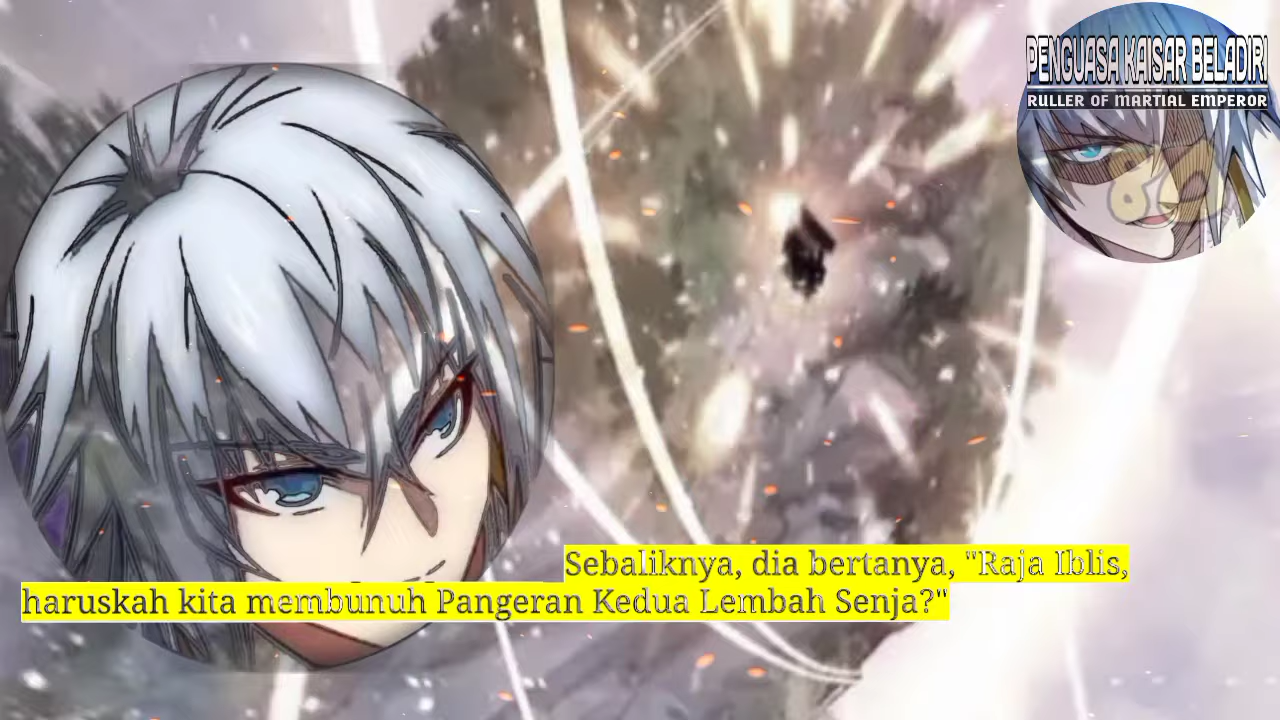 PENGUASA KAISAR BELADIRI
RULLER OF MARTIAL EMPEROR
Sebaliknya, dia bertanya, "Raja Iblis,
haruskah kita membunuh Pangeran Kedua Lembah Senja?"